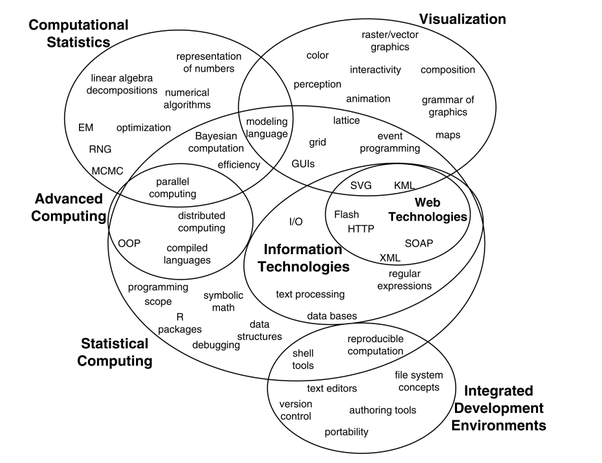 Computational
Statistics
Visualization
raster/vector
graphics
color
representation
of numbers
interactivity
composition
linear algebra
decompositions
perception
numerical
algorithms
animation
grammar of
graphics
EM
optimization
modeling
language
lattice
Bayesian
computation
event
programming
maps
grid
RNG
efficiency
GUIs
MCMC
parallel
computing
SVG
KML
Advanced
Computing
Web
Technologies
distributed
computing
I/O
Flash
HTTP
OOP
compiled
languages
Information
Technologies
SOAP
XML
regular
expressions
programming
scope
symbolic
math
text processing
R
packages
data bases
data
structures
debugging
Statistical
Computing
reproducible
computation
shell
tools
file system
concepts
text editors
Integrated
Development
Environments
version
control
authoring tools
portability